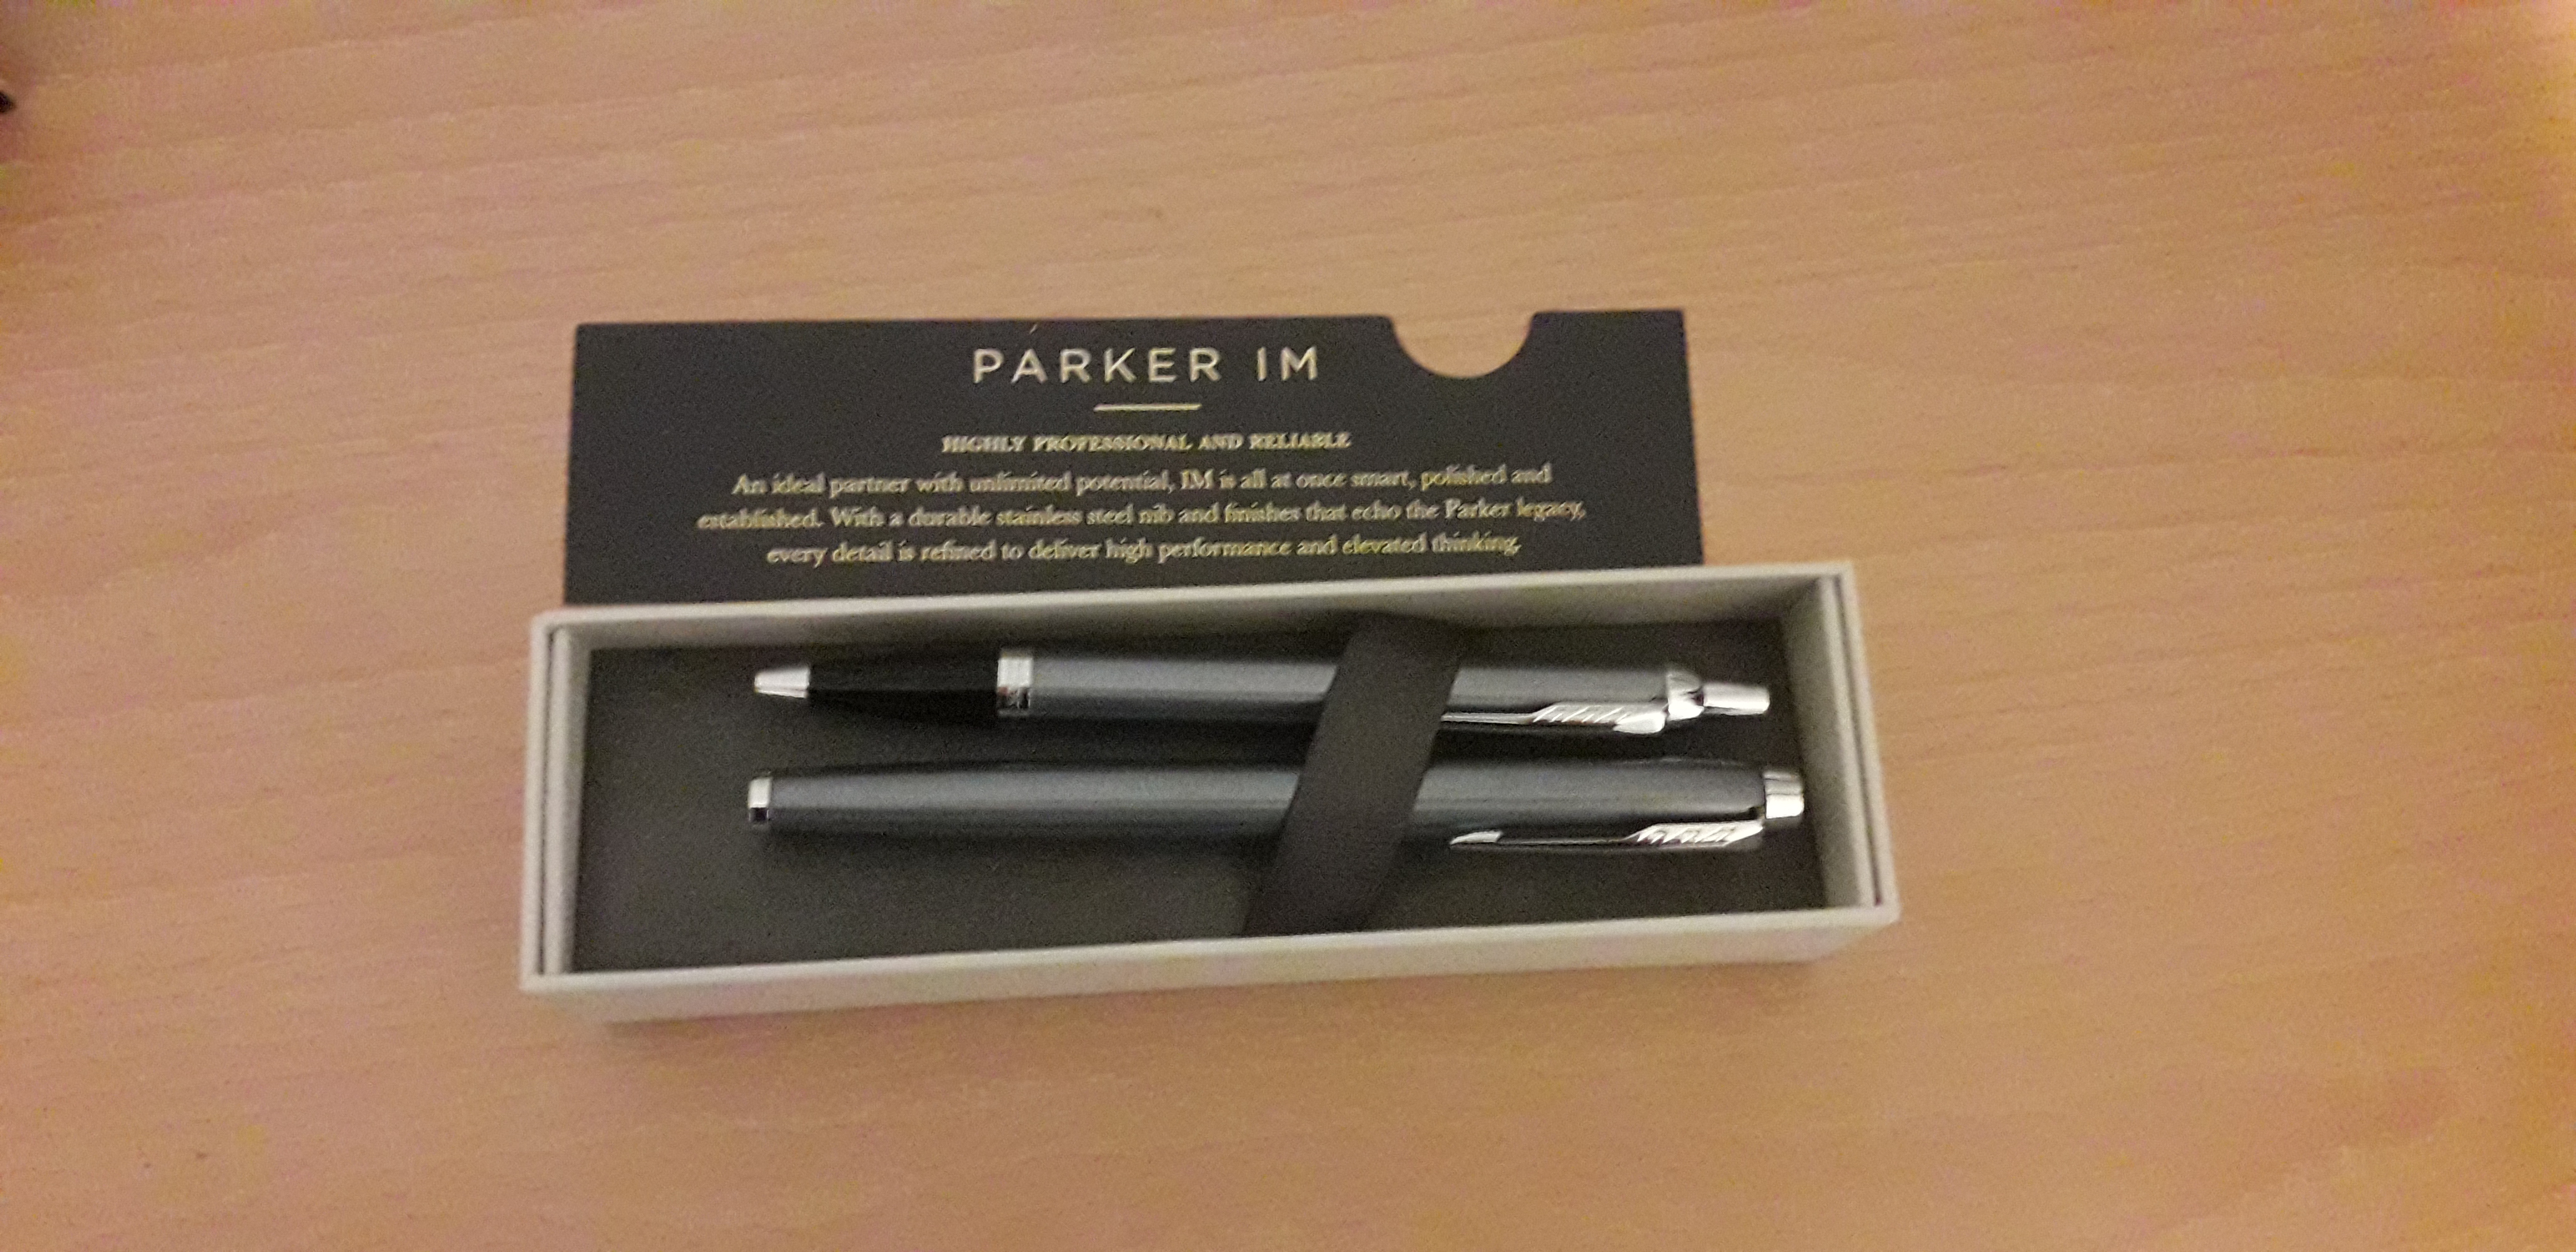 PARKER IM
HIGHLY PROFESSIONAL AND RELIABLE
An ideal partner with unlimited potential, IM is all at once smart, polished and
established. With a durable stainless steel nib and finishes that echo the Parker legacy,
every detail is refined to deliver high performance and elevated thinking.